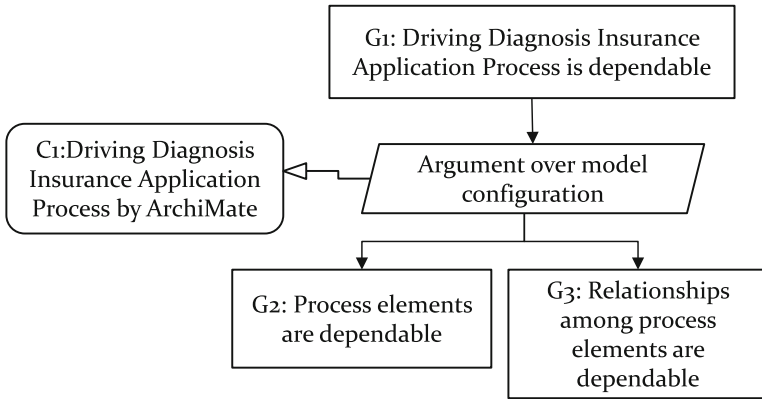 G1: Driving Diagnosis Insurance
Application Process is dependable
C1:Driving Diagnosis
Insurance Application
Process by ArchiMate
Argument over model
configuration
G2: Process elements
are dependable
G3: Relationships
among process
elements are
dependable